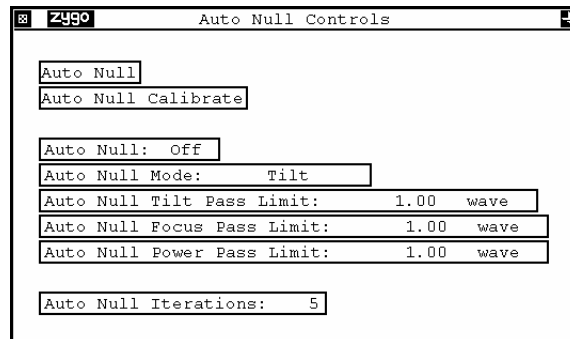 zygo Auto Null Controls
Auto Null
Auto Null Calibrate
Auto Null: Off
Auto Null Mode: Tilt
Auto Null Tilt Pass Limit: 1.00 wave
Auto Null Focus Pass Limit: 1.00 wave
Auto Null Power Pass Limit: 1.00 wave
Auto Null Iterations: 5